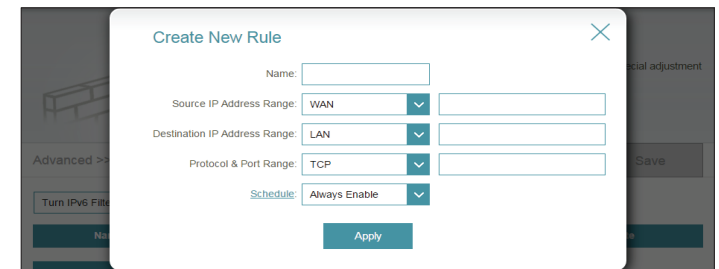 Create New Rule
Name:
ecial adjustment
Source IP Address Range: WAN
Destination IP Address Range: LAN
Protocol & Port Range: TCP
Advanced >>
Save
Schedule: Always Enable
Turn IPv6 Filte
Na
Apply